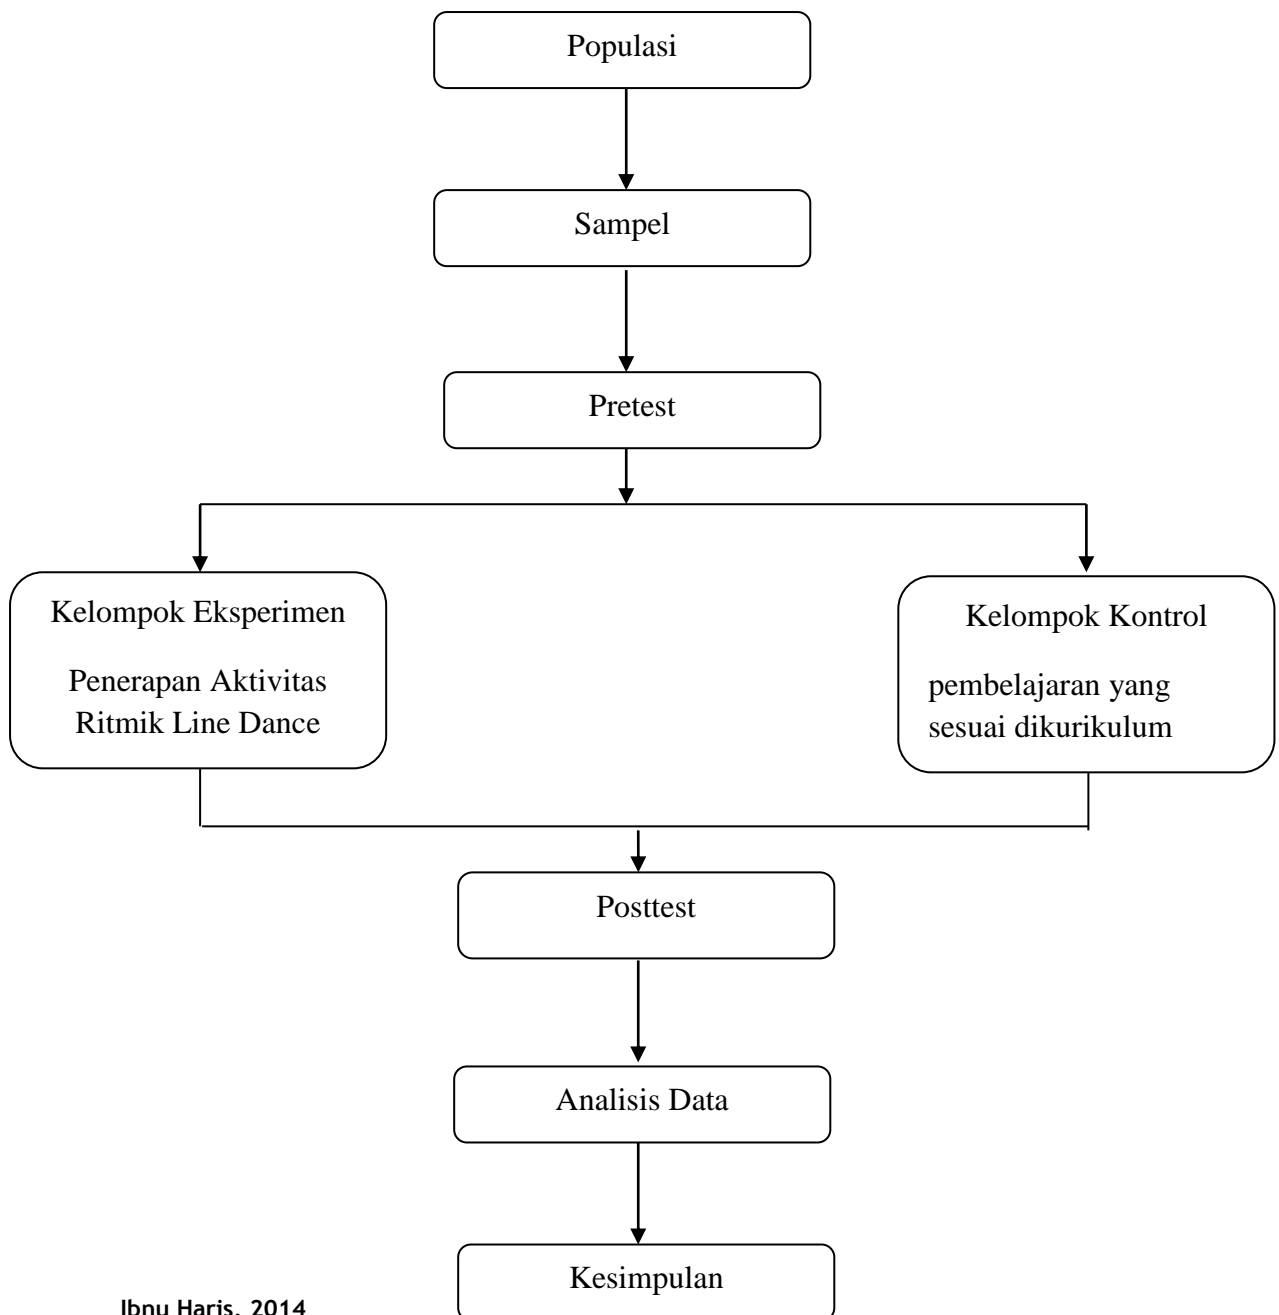 Populasi
Sampel
Pretest
Kelompok Eksperimen
Penerapan Aktivitas
Ritmik Line Dance
Kelompok Kontrol
pembelajaran yang
sesuai dikurikulum
Posttest
Analisis Data
Kesimpulan
Ibnu Haris, 2014